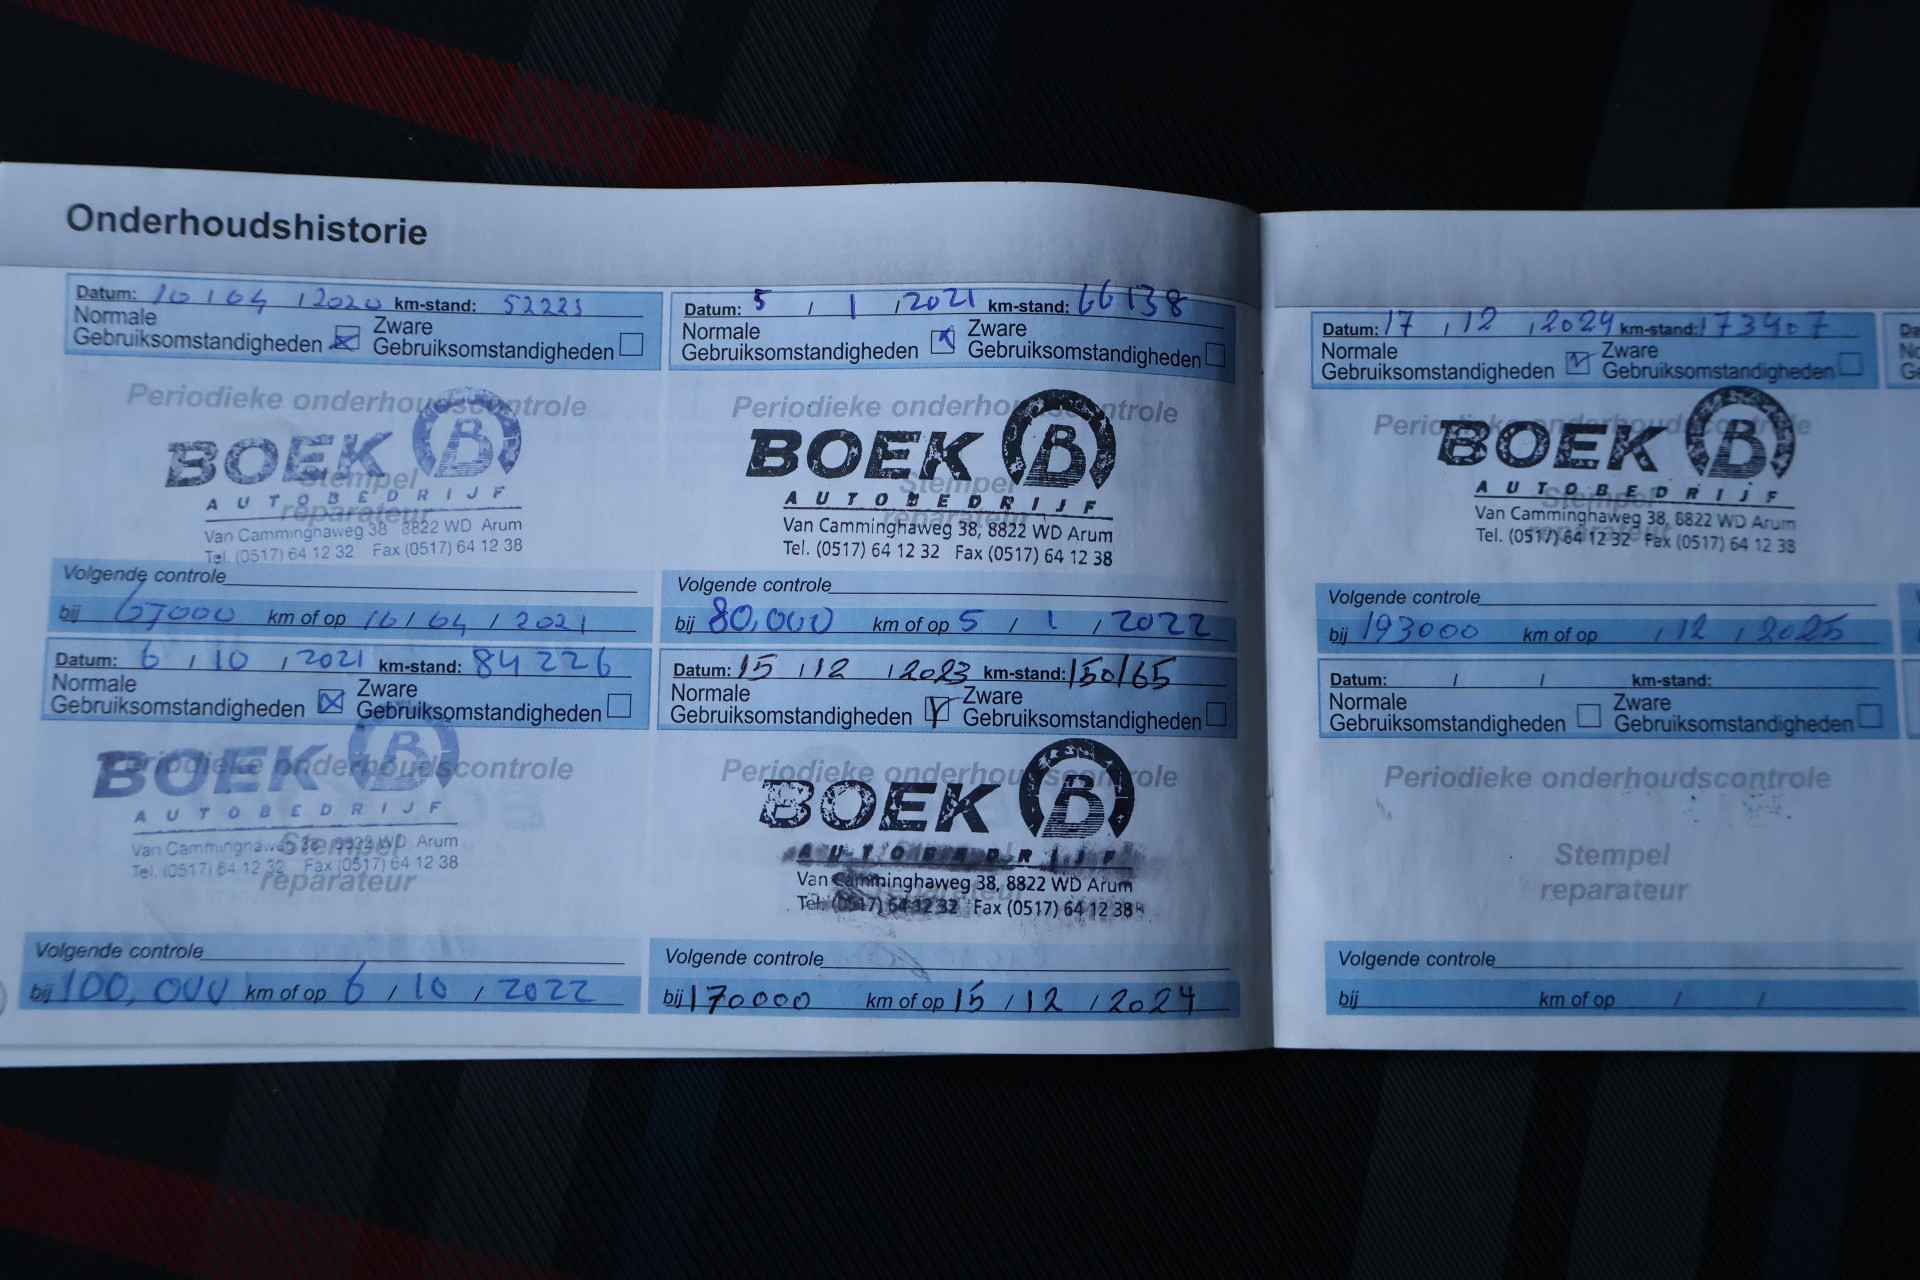 Onderhoudshistorie
Datum: 10 / 04 / 2020 km-stand: 52223
Normale
Gebruiksomstandigheden
Zware
Gebruiksomstandigheden
Periodieke onderhoudscontrole
BOEK B
AUTOBEDRIJF
Stempel
reparateur
Van Camminghaweg 38, 8822 WD Arum
Tel. (0517) 64 12 32 Fax (0517) 64 12 38
Volgende controle
bij 67000 km of op 10 / 04 / 2021
Datum: 5 / 1 / 2021 km-stand: 66138
Normale
Gebruiksomstandigheden
Zware
Gebruiksomstandigheden
Periodieke onderhoudscontrole
BOEK B
Stempel
AUTOBEDRIJF
reparateur
Van Camminghaweg 38, 8822 WD Arum
Tel. (0517) 64 12 32 Fax (0517) 64 12 38
Volgende controle
bij 80,000 km of op 5 / 1 / 2022
Datum: 6 / 10 / 2021 km-stand: 84226
Normale
Gebruiksomstandigheden
Zware
Gebruiksomstandigheden
BOEK B
Periodieke onderhoudscontrole
AUTOBEDRIJF
Van Camminghaweg 38, 8822 WD Arum
Stempel
Tel. (0517) 64 12 32 Fax (0517) 64 12 38
reparateur
Volgende controle
bij 100,000 km of op 6 / 10 / 2022
Datum: 15 / 12 / 2023 km-stand: 150165
Normale
Gebruiksomstandigheden
Zware
Gebruiksomstandigheden
Periodieke onderhoudscontrole
BOEK B
AUTOBEDRIJF
Van Camminghaweg 38, 8822 WD Arum
reparateur
Tel. (0517) 64 12 32 Fax (0517) 64 12 38
Volgende controle
bij 170000 km of op 15 / 12 / 2024
Datum: 17 / 12 / 2024 km-stand: 173407
Normale
Gebruiksomstandigheden
Zware
Gebruiksomstandigheden
Periodieke onderhoudscontrole
BOEK B
AUTOBEDRIJF
Stempel
Van Camminghaweg 38, 8822 WD Arum
reparateur
Tel. (0517) 64 12 32 Fax (0517) 64 12 38
Volgende controle
bij 193000 km of op / 12 / 2025
Datum: / / km-stand:
Normale
Gebruiksomstandigheden
Zware
Gebruiksomstandigheden
Periodieke onderhoudscontrole
Stempel
reparateur
Volgende controle
bij km of op / /